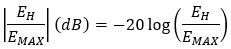 |E_H / E_MAX| (dB) = −20 log(E_H / E_MAX)